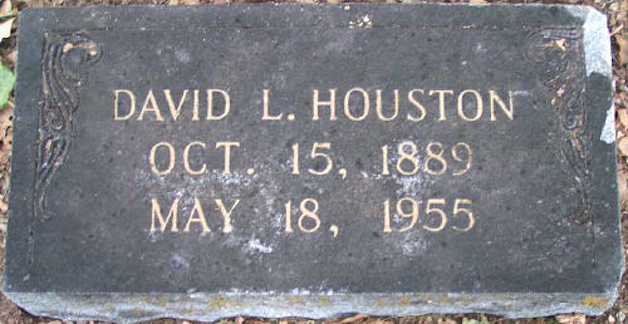 DAVID L. HOUSTON
OCT. 15, 1889
MAY 18, 1955